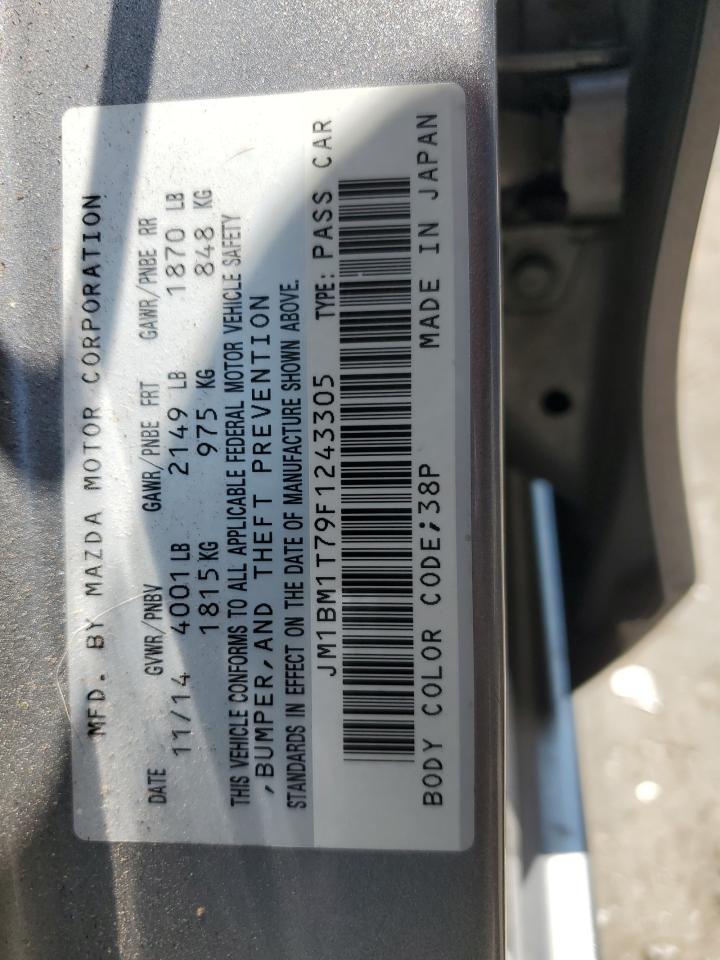 MFD. BY MAZDA MOTOR CORPORATION
DATE GVWR/PNBV GAWR/PNBE FRT GAWR/PNBE RR
11/14 4001 LB 2149 LB 1870 LB
1815 KG 975 KG 848 KG
THIS VEHICLE CONFORMS TO ALL APPLICABLE FEDERAL MOTOR VEHICLE SAFETY
,BUMPER,AND THEFT PREVENTION
STANDARDS IN EFFECT ON THE DATE OF MANUFACTURE SHOWN ABOVE.
JM1BM1T79F1243305 TYPE: PASS CAR
BODY COLOR CODE;38P MADE IN JAPAN